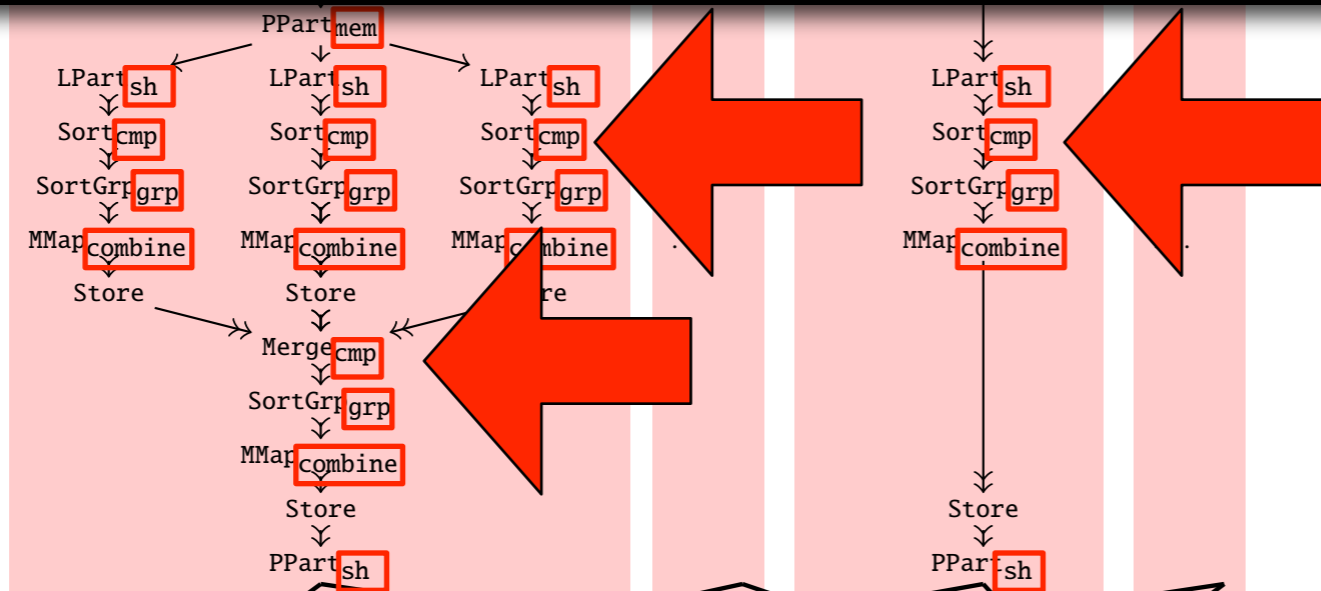 PPart mem
LPart sh LPart sh LPart sh LPart sh
Sort cmp Sort cmp Sort cmp Sort cmp
SortGrp grp SortGrp grp SortGrp grp SortGrp grp
MMap combine MMap combine MMap MMap combine
Store Store
Merge cmp
SortGrp grp
MMap combine
Store Store
PPart sh PPart sh